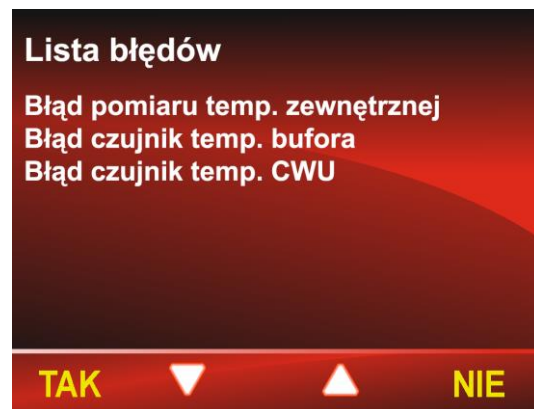 Lista błędów
Błąd pomiaru temp. zewnętrznej
Błąd czujnik temp. bufora
Błąd czujnik temp. CWU
TAK NIE